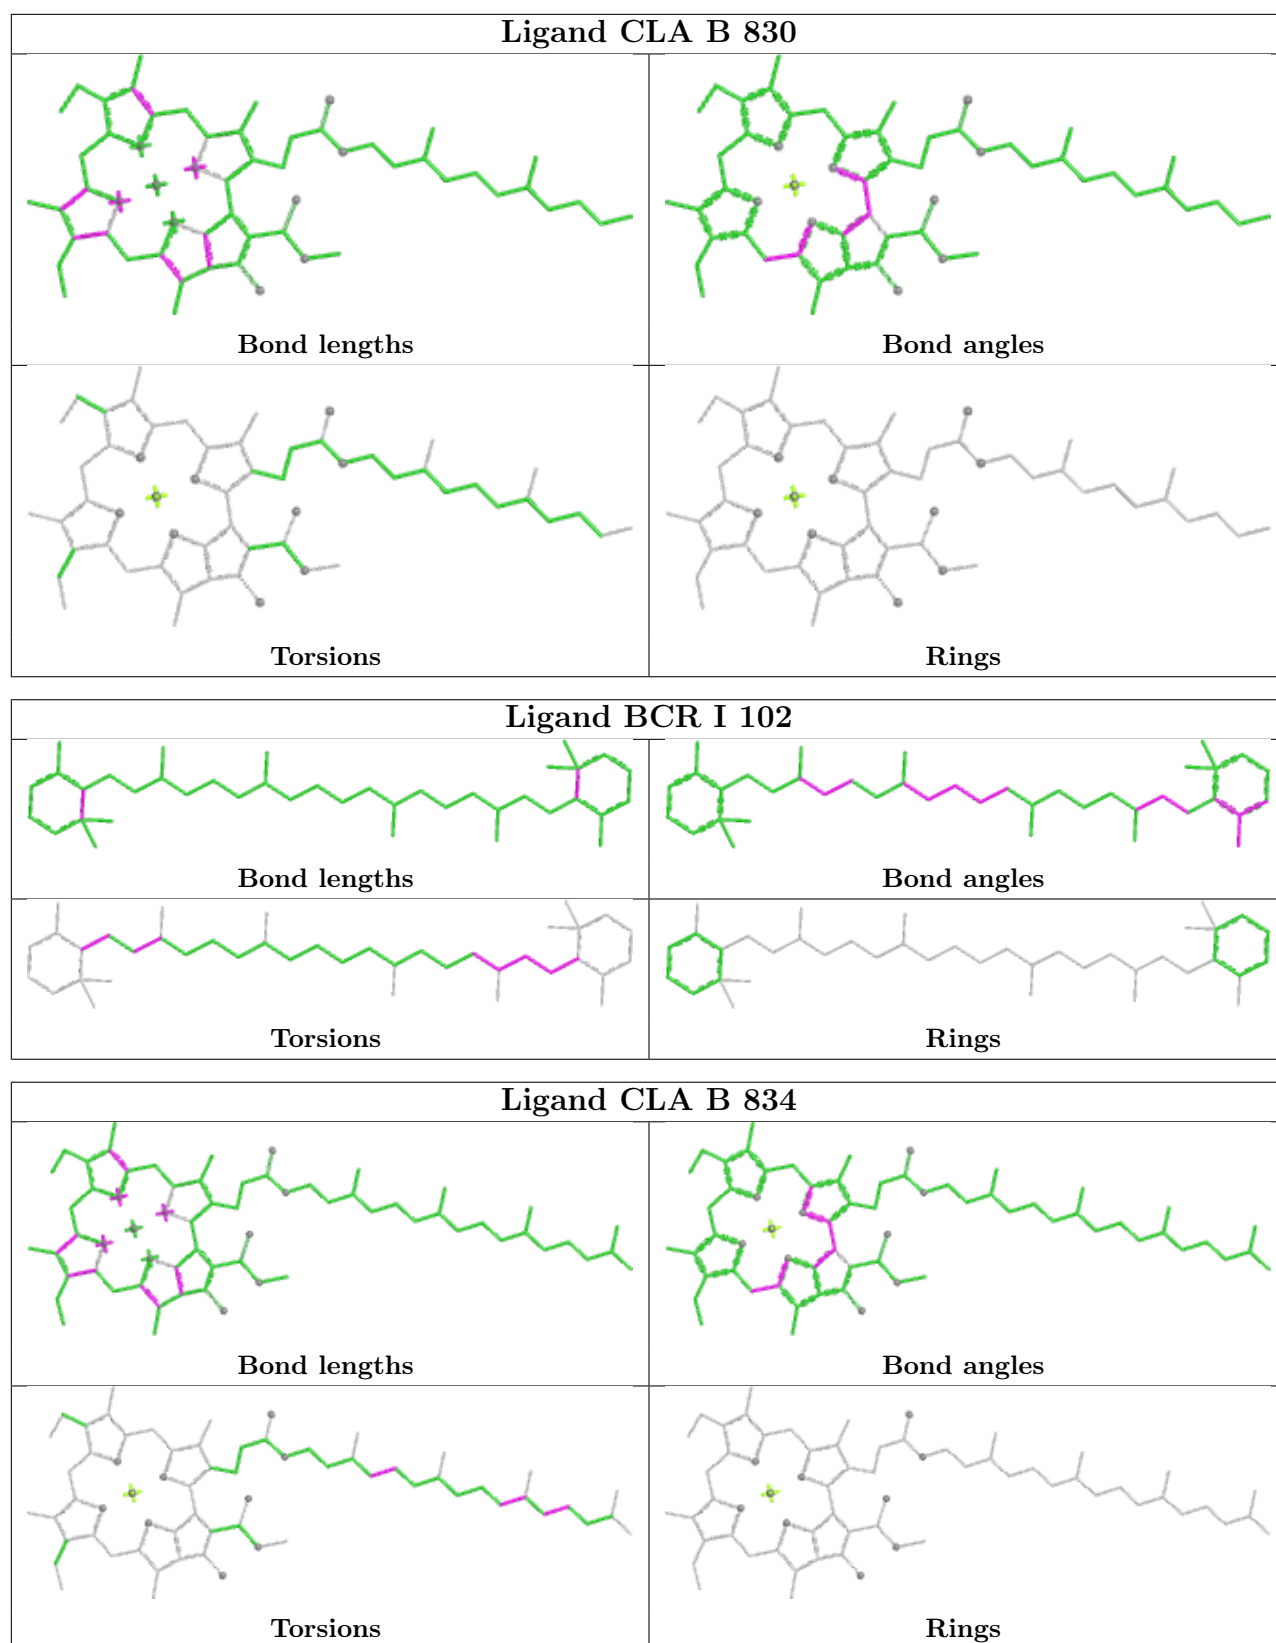 Ligand CLA B 830
Bond lengths
Bond angles
Torsions
Rings
Ligand BCR I 102
Bond lengths
Bond angles
Torsions
Rings
Ligand CLA B 834
Bond lengths
Bond angles
Torsions
Rings